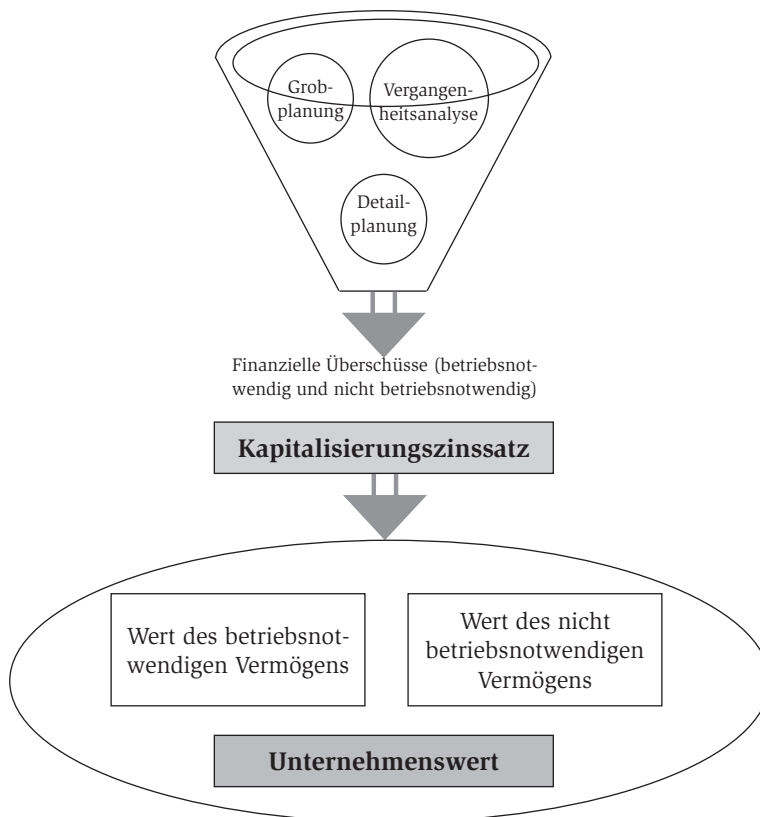 Grob-
planung
Vergangen-
heitsanalyse
Detail-
planung
Finanzielle Überschüsse (betriebsnot-
wendig und nicht betriebsnotwendig)
Kapitalisierungszinssatz
Wert des betriebsnot-
wendigen Vermögens
Wert des nicht
betriebsnotwendigen
Vermögens
Unternehmenswert